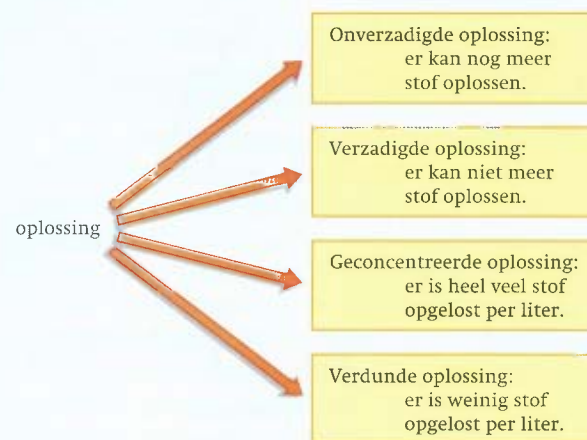 Onverzadigde oplossing:
er kan nog meer
stof oplossen.
Verzadigde oplossing:
er kan niet meer
stof oplossen.
oplossing
Geconcentreerde oplossing:
er is heel veel stof
opgelost per liter.
Verdunde oplossing:
er is weinig stof
opgelost per liter.